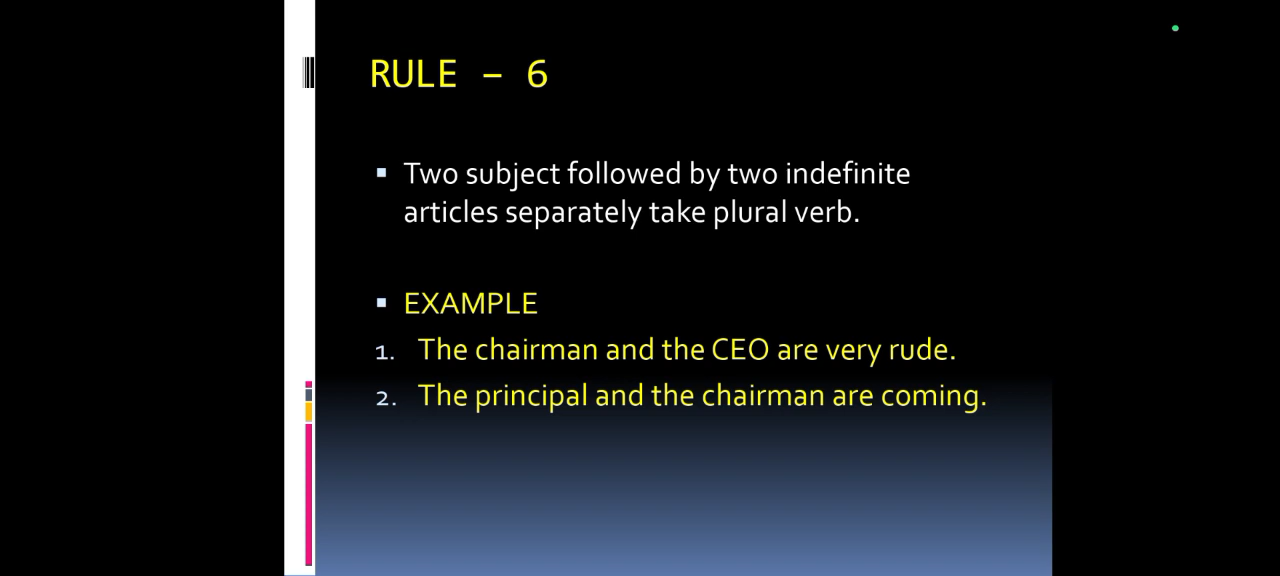 RULE – 6
▪ Two subject followed by two indefinite
articles separately take plural verb.
▪ EXAMPLE
1. The chairman and the CEO are very rude.
2. The principal and the chairman are coming.